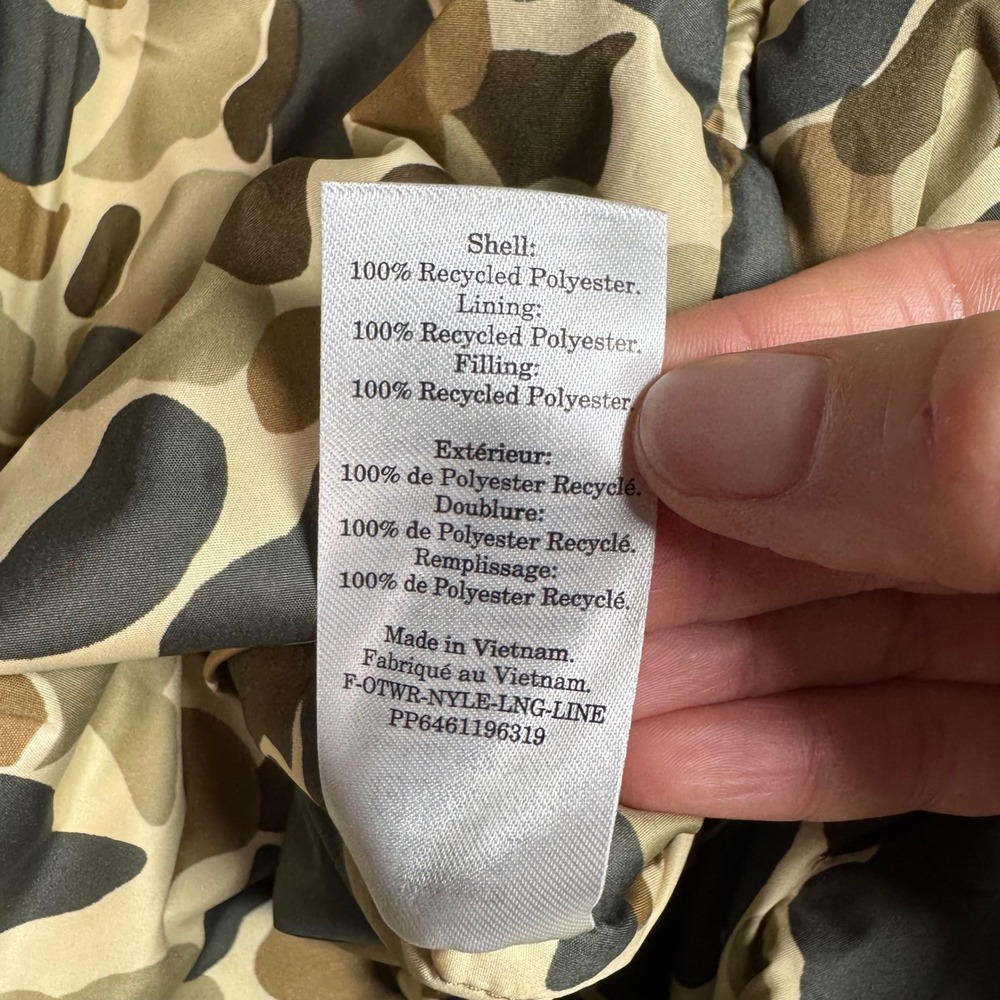 Shell:
100% Recycled Polyester.
Lining:
100% Recycled Polyester.
Filling:
100% Recycled Polyester.
Extérieur:
100% de Polyester Recyclé.
Doublure:
100% de Polyester Recyclé.
Remplissage:
100% de Polyester Recyclé.
Made in Vietnam.
Fabriqué au Vietnam.
F-OTWR-NYLE-LNG-LINE
PP6461196319